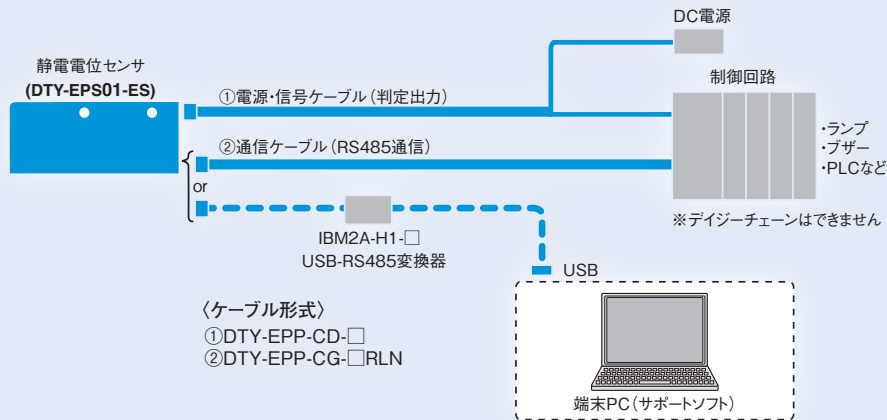 DC電源
静電電位センサ
(DTY-EPS01-ES)
制御回路
①電源・信号ケーブル(判定出力)
・ランプ
・ブザー
・PLCなど
②通信ケーブル(RS485通信)
or
※デイジーチェーンはできません
IBM2A-H1-□
USB-RS485変換器
USB
〈ケーブル形式〉
①DTY-EPP-CD-□
②DTY-EPP-CG-□RLN
端末PC(サポートソフト)